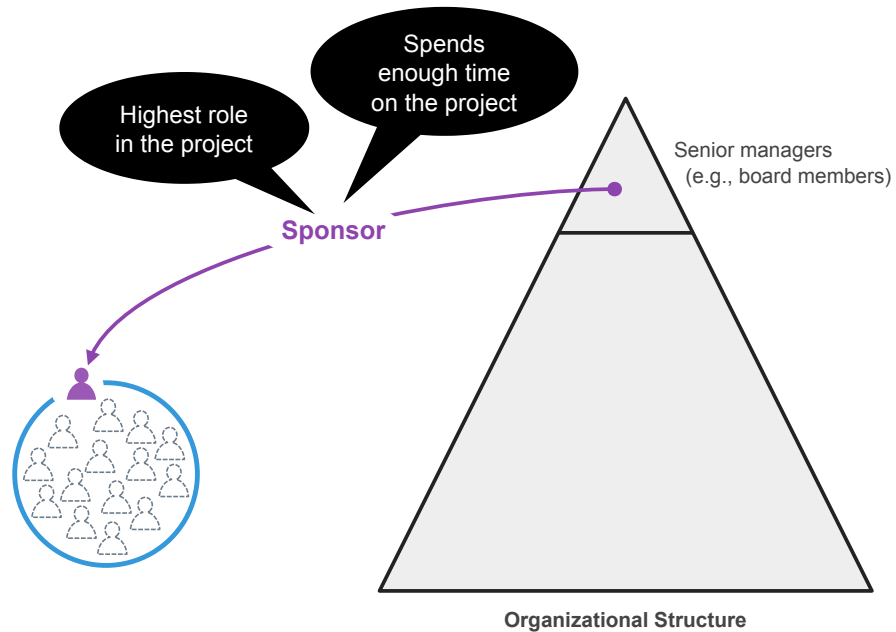 Spends
enough time
on the project
Highest role
in the project
Senior managers
(e.g., board members)
Sponsor
Organizational Structure